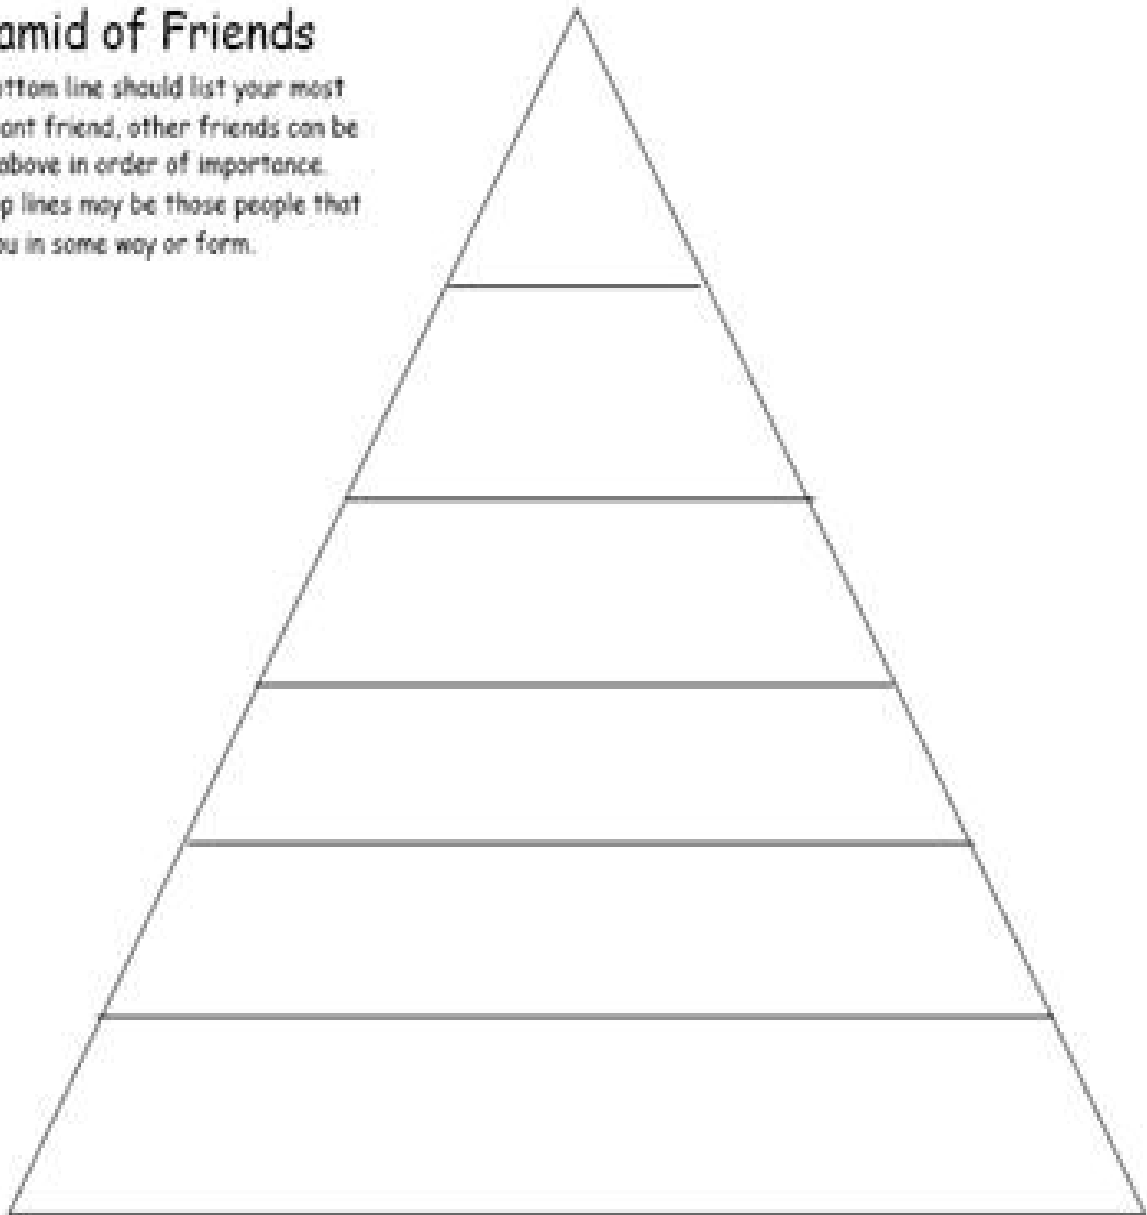 amid of Friends
ttom line should list your most
ant friend, other friends can be
above in order of importance.
p lines may be those people that
ou in some way or form.